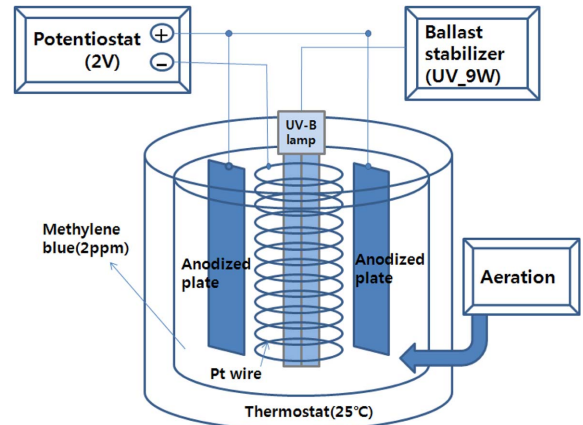 Potentiostat
(2V)
+
−
Ballast
stabilizer
(UV_9W)
UV-B
lamp
Methylene
blue(2ppm)
Anodized
plate
Anodized
plate
Aeration
Pt wire
Thermostat(25℃)